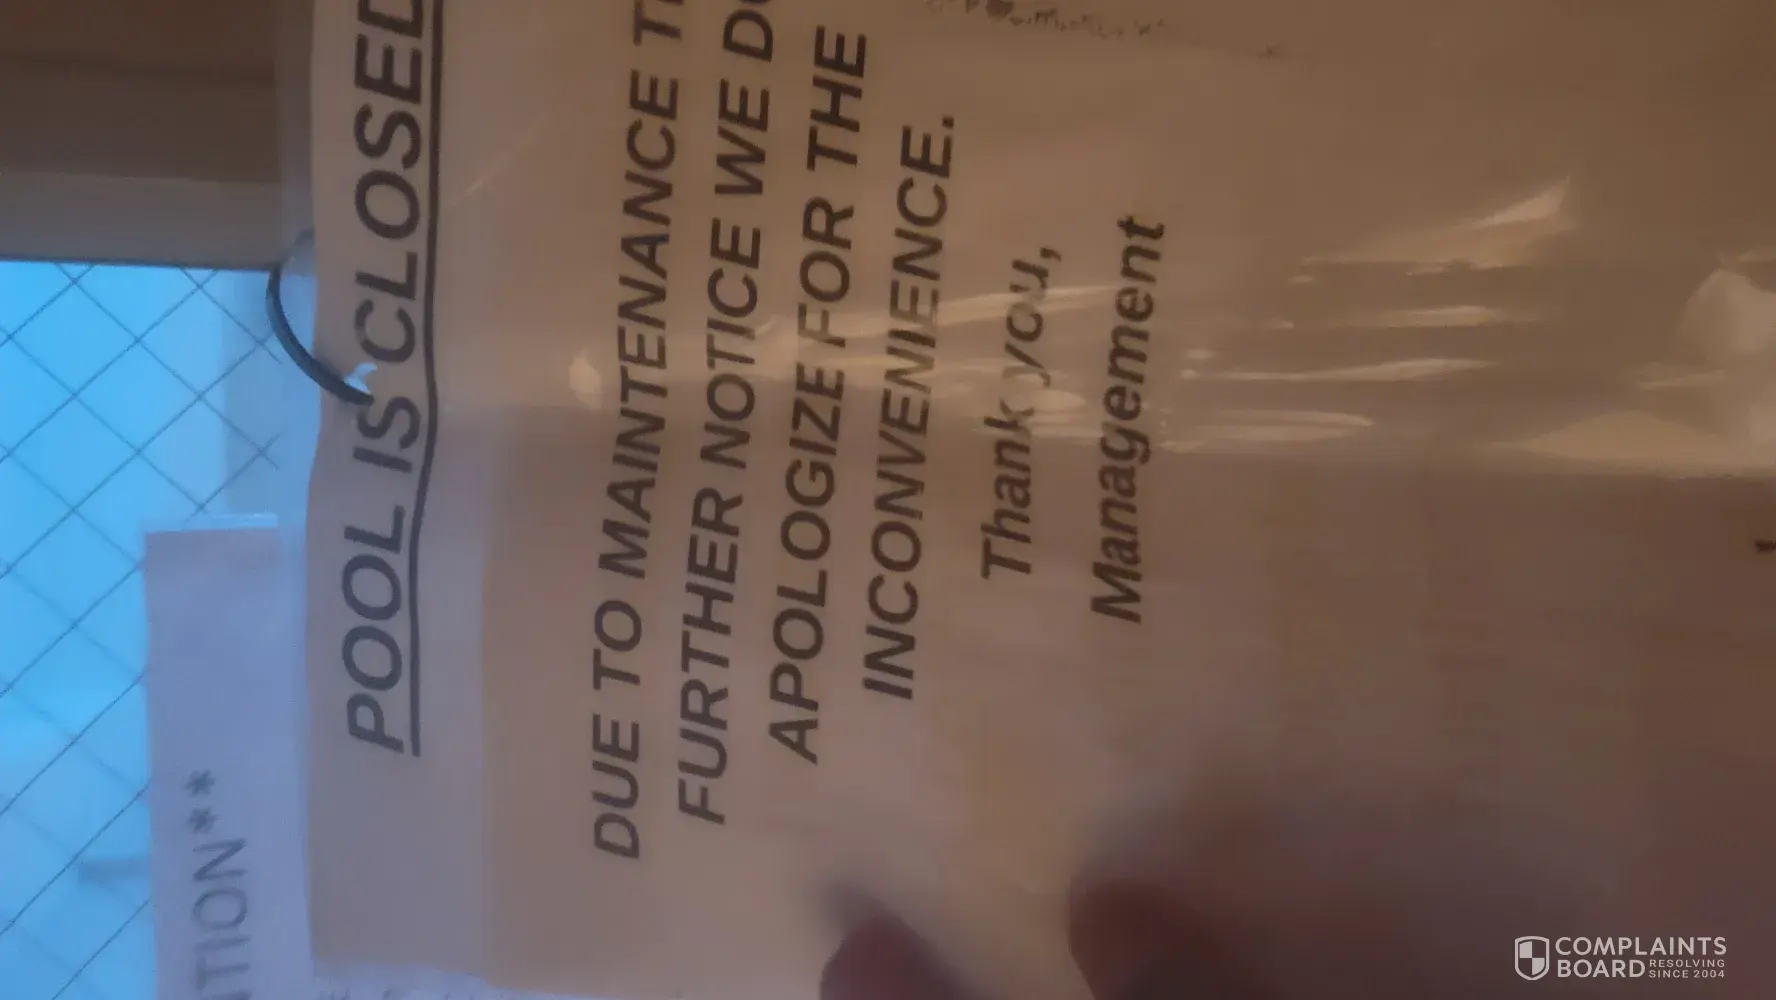 POOL IS CLOSED
DUE TO MAINTENANCE
FURTHER NOTICE WE
APOLOGIZE FOR THE
INCONVENIENCE.
Thank you,
Management
NTION**
COMPLAINTS
BOARD RESOLVING
SINCE 2004